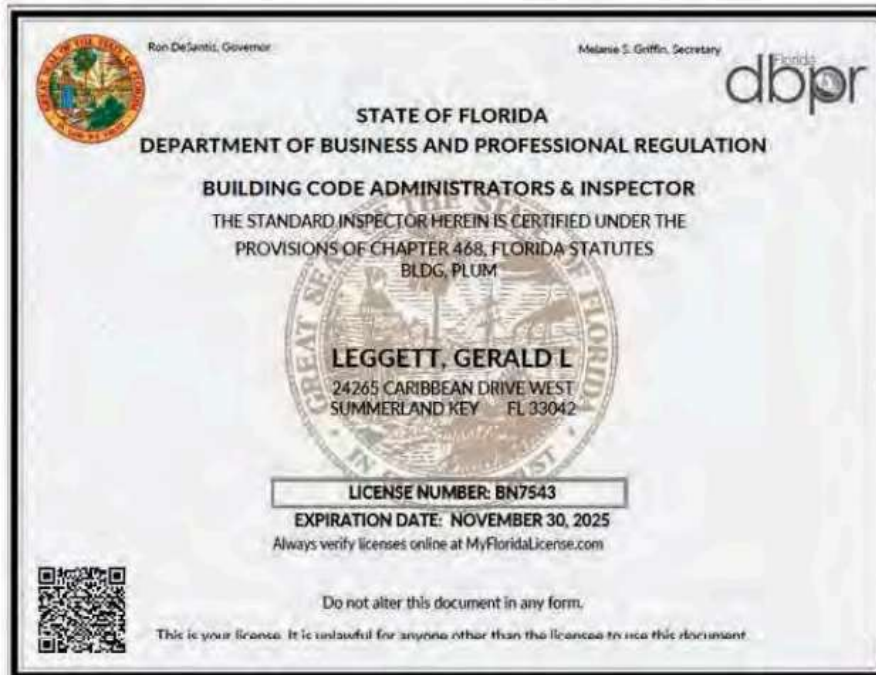 Ron DeSantis, Governor
Melanie S. Griffin, Secretary
Florida
dbpr
STATE OF FLORIDA
DEPARTMENT OF BUSINESS AND PROFESSIONAL REGULATION
BUILDING CODE ADMINISTRATORS & INSPECTOR
THE STANDARD INSPECTOR HEREIN IS CERTIFIED UNDER THE
PROVISIONS OF CHAPTER 468, FLORIDA STATUTES
BLDG, PLUM
LEGGETT, GERALD L
24265 CARIBBEAN DRIVE WEST
SUMMERLAND KEY FL 33042
LICENSE NUMBER: BN7543
EXPIRATION DATE: NOVEMBER 30, 2025
Always verify licenses online at MyFloridaLicense.com
Do not alter this document in any form.
This is your license. It is unlawful for anyone other than the licensee to use this document.